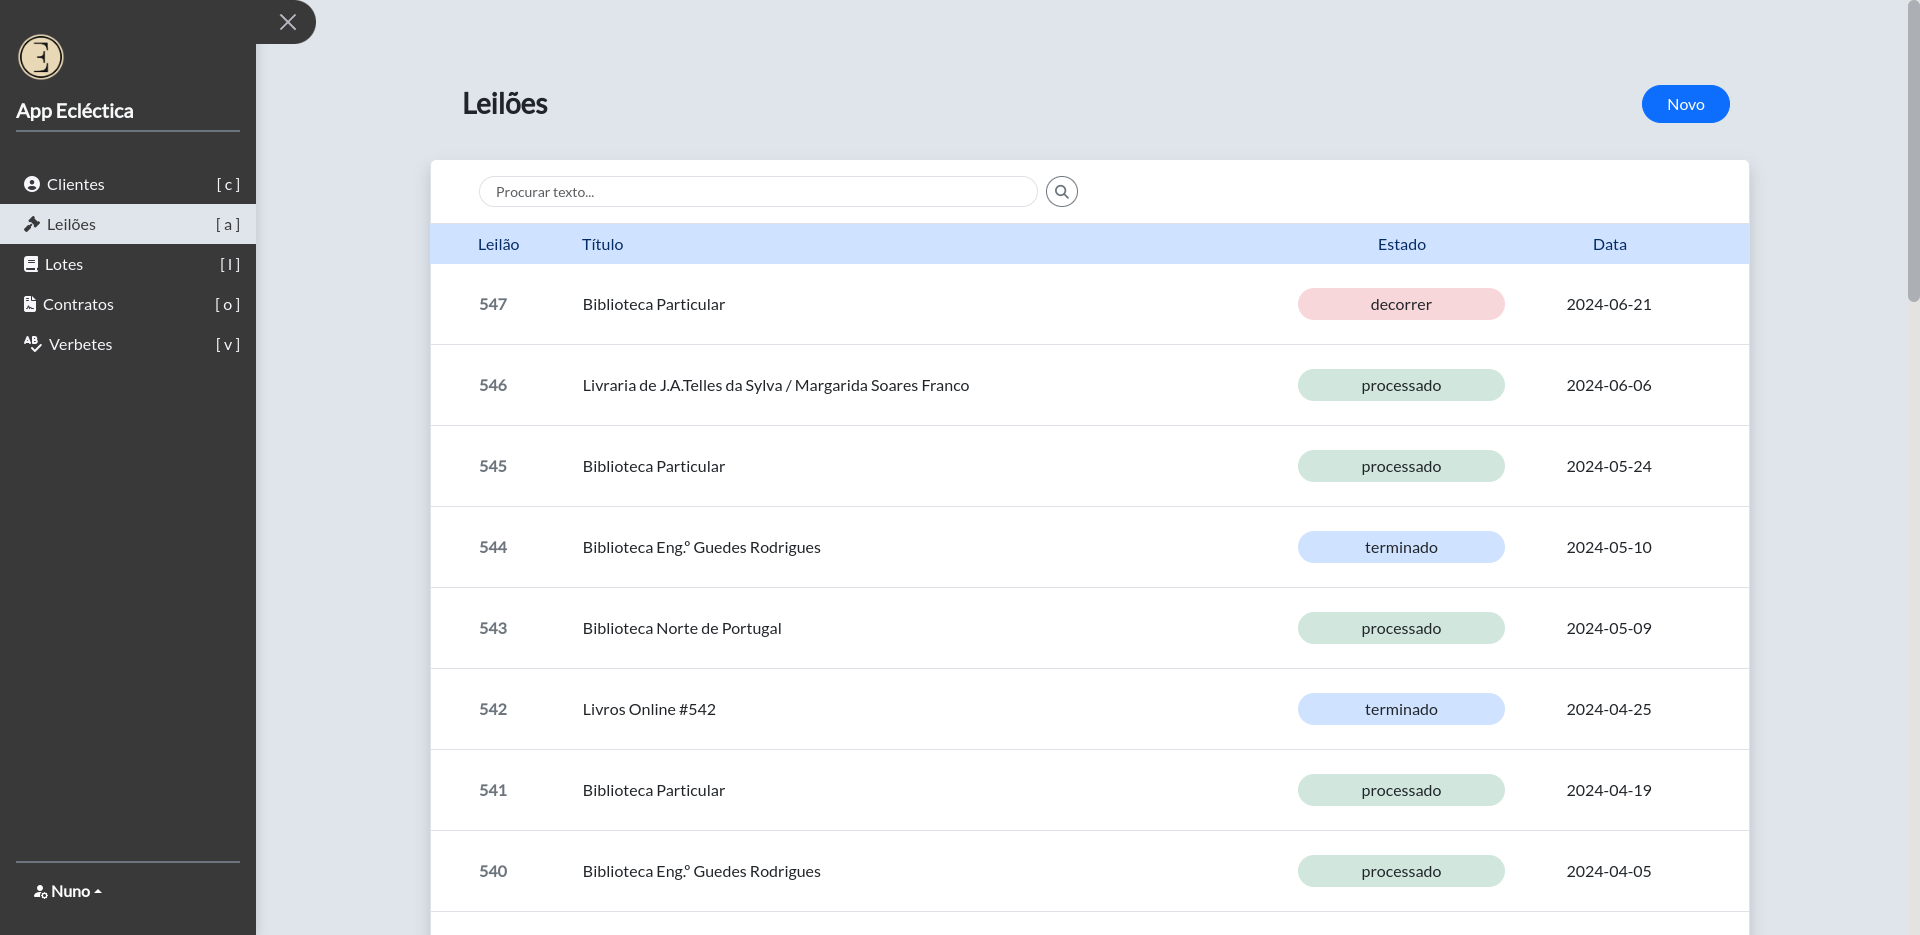 E
App Ecléctica
Clientes [ c ]
Leilões [ a ]
Lotes [ l ]
Contratos [ o ]
Verbetes [ v ]
Nuno
Leilões
Novo
Procurar texto...
Leilão Título Estado Data
547 Biblioteca Particular decorrer 2024-06-21
546 Livraria de J.A.Telles da Sylva / Margarida Soares Franco processado 2024-06-06
545 Biblioteca Particular processado 2024-05-24
544 Biblioteca Eng.º Guedes Rodrigues terminado 2024-05-10
543 Biblioteca Norte de Portugal processado 2024-05-09
542 Livros Online #542 terminado 2024-04-25
541 Biblioteca Particular processado 2024-04-19
540 Biblioteca Eng.º Guedes Rodrigues processado 2024-04-05